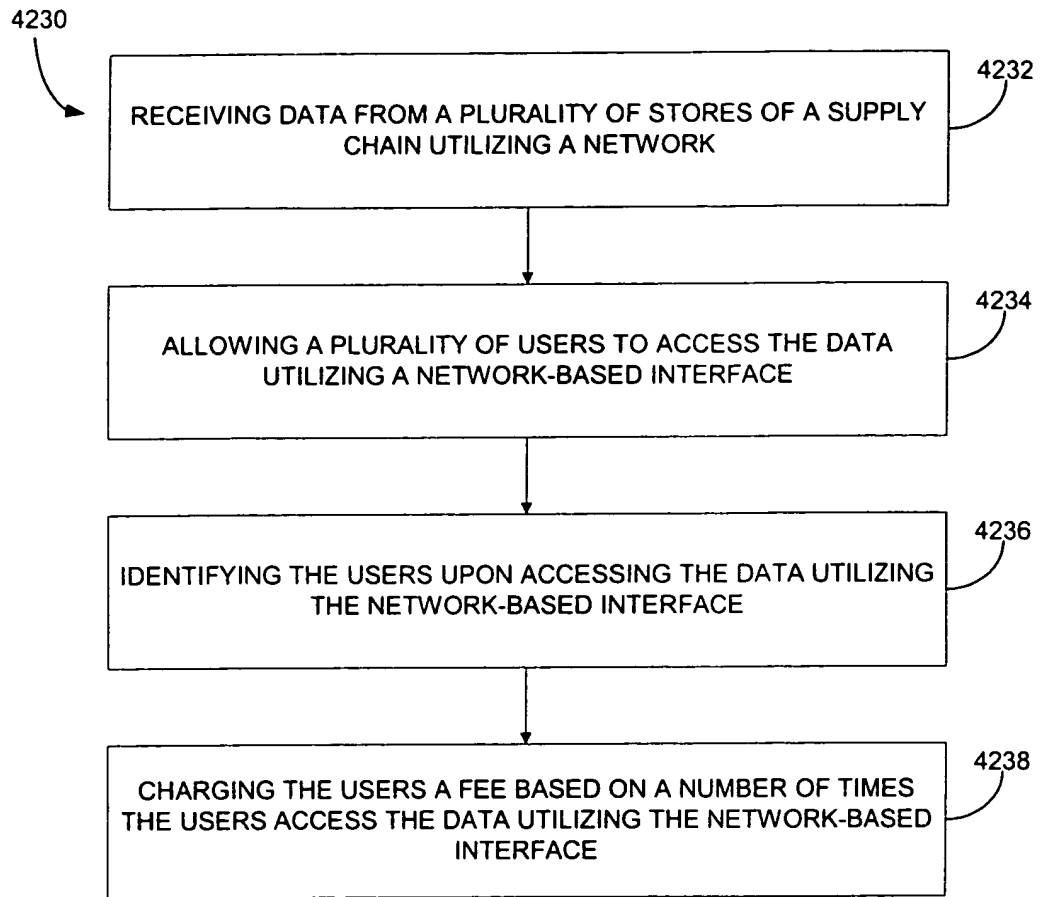 4230
4232
RECEIVING DATA FROM A PLURALITY OF STORES OF A SUPPLY
CHAIN UTILIZING A NETWORK
4234
ALLOWING A PLURALITY OF USERS TO ACCESS THE DATA
UTILIZING A NETWORK-BASED INTERFACE
4236
IDENTIFYING THE USERS UPON ACCESSING THE DATA UTILIZING
THE NETWORK-BASED INTERFACE
4238
CHARGING THE USERS A FEE BASED ON A NUMBER OF TIMES
THE USERS ACCESS THE DATA UTILIZING THE NETWORK-BASED
INTERFACE